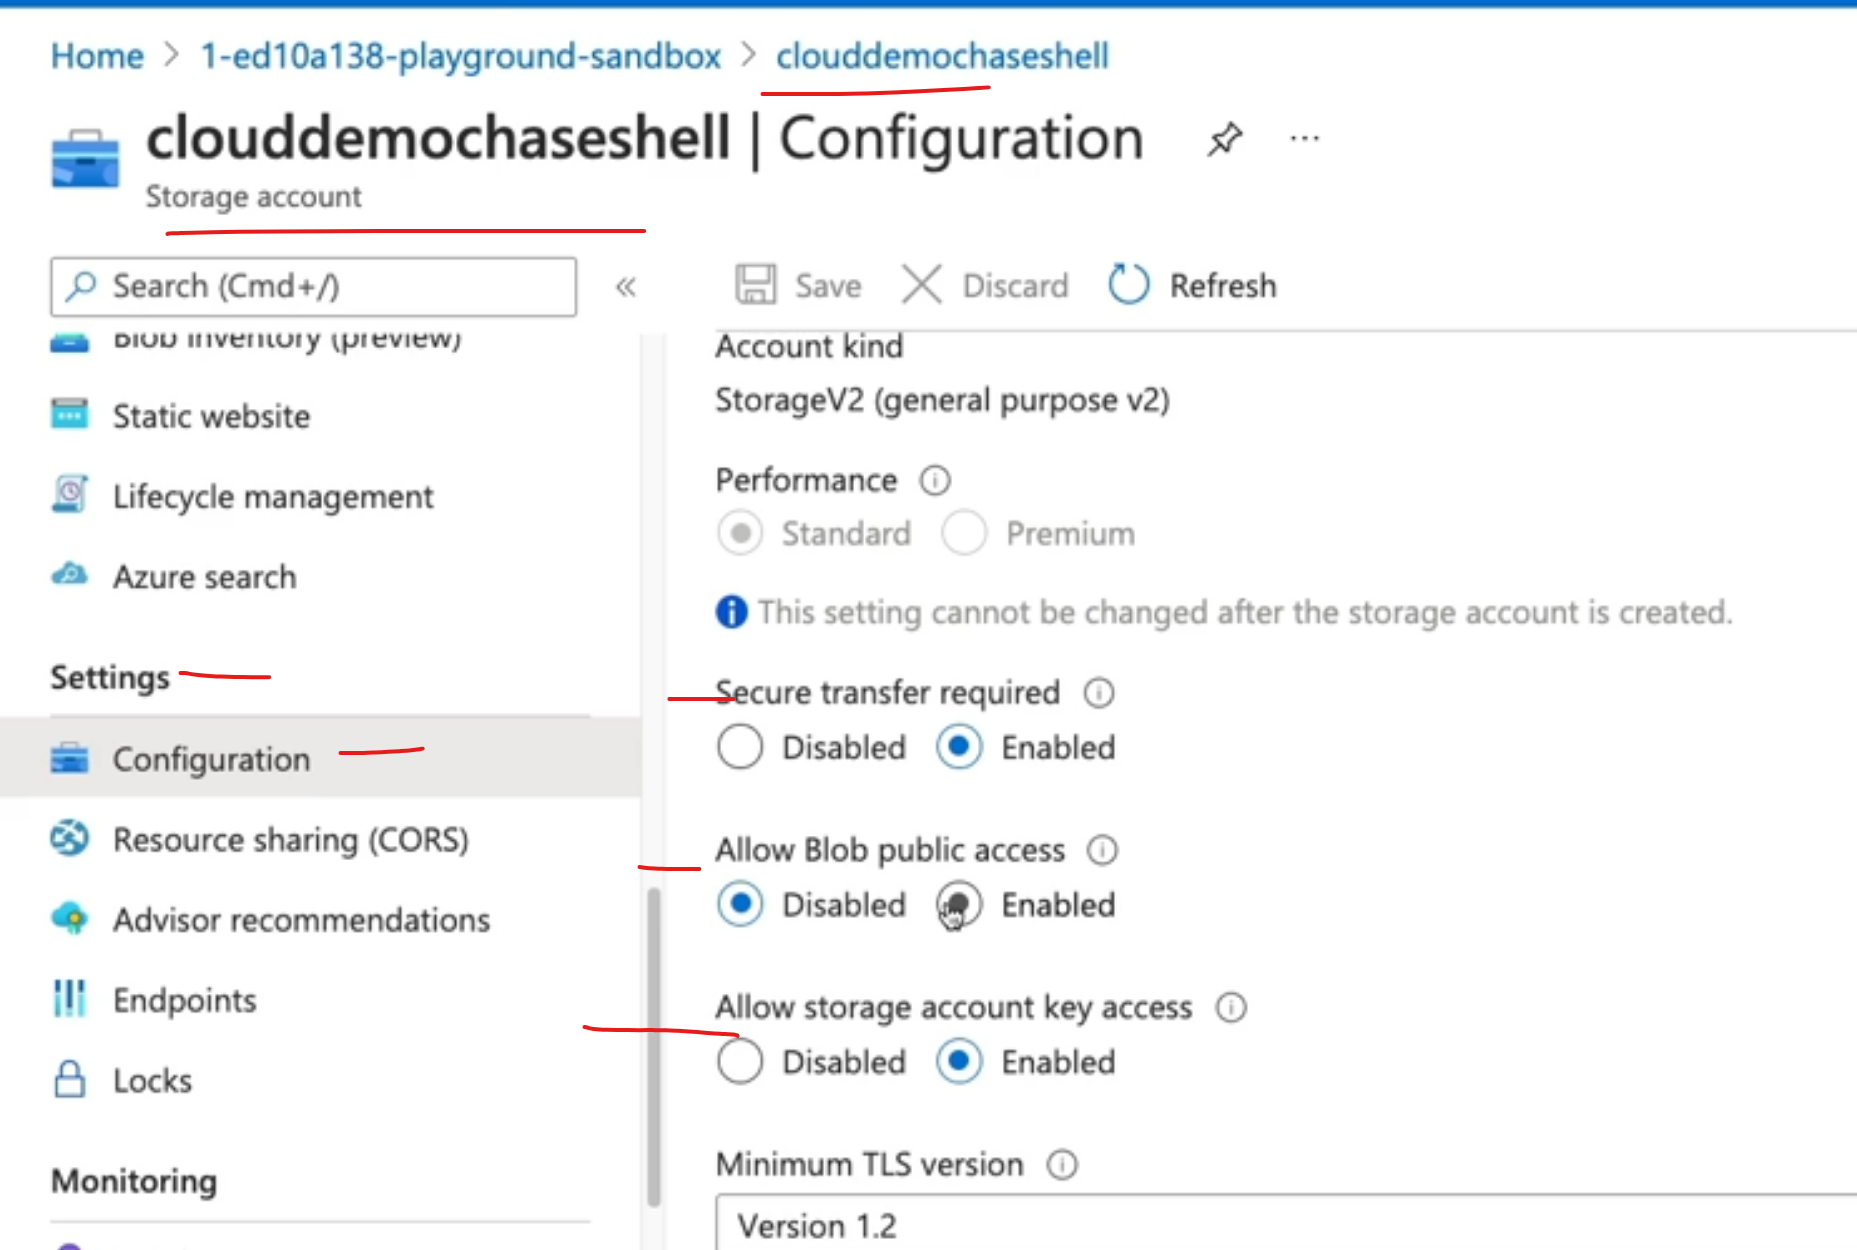 Home > 1-ed10a138-playground-sandbox > clouddemochaseshell
clouddemochaseshell | Configuration ...
Storage account
Search (Cmd+/)
«
Save
Discard
Refresh
Blob inventory (preview)
Static website
Lifecycle management
Azure search
Settings
Configuration
Resource sharing (CORS)
Advisor recommendations
Endpoints
Locks
Monitoring
Account kind
StorageV2 (general purpose v2)
Performance
Standard Premium
This setting cannot be changed after the storage account is created.
Secure transfer required
Disabled Enabled
Allow Blob public access
Disabled Enabled
Allow storage account key access
Disabled Enabled
Minimum TLS version
Version 1.2